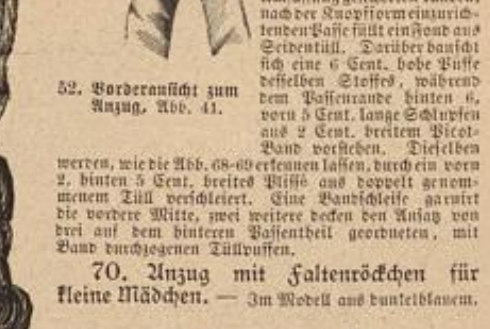 nach der Knopfform einzurich-
tenden Passe füllt ein Fond aus
Seidentüll. Darüber bauscht
sich eine 6 Cent. hohe Puffe
desselben Stoffes, während
dem Passenrande hinten 6,
vorn 5 Cent. lange Schlupfen
aus 2 Cent. breitem Picot-
Band vorstehen. Dieselben
52. Vorderansicht zum
Anzug, Abb. 41.
werden, wie die Abb. 68-69 erkennen lassen, durch ein vorn
2, hinten 5 Cent. breites Plissé aus doppelt genom-
menem Tüll verschleiert. Eine Bandschleife garnirt
die vordere Mitte, zwei weitere decken den Ansatz von
drei auf dem hinteren Passentheil geordneten, mit
Band durchzogenen Tüllpuffen.
70. Anzug mit Faltenröckchen für
kleine Mädchen. — Im Modell aus dunkelblauem,